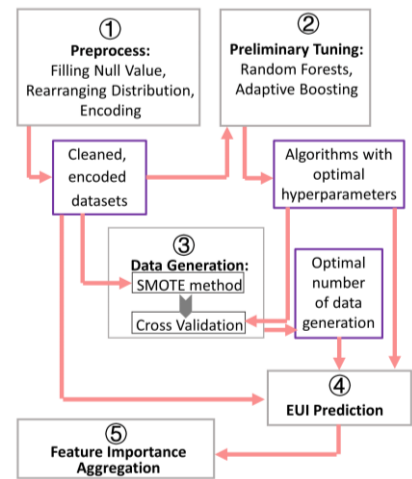 ①
Preprocess:
Filling Null Value,
Rearranging Distribution,
Encoding
②
Preliminary Tuning:
Random Forests,
Adaptive Boosting
Cleaned,
encoded
datasets
Algorithms with
optimal
hyperparameters
③
Data Generation:
SMOTE method
Cross Validation
Optimal
number
of data
generation
④
EUI Prediction
⑤
Feature Importance
Aggregation